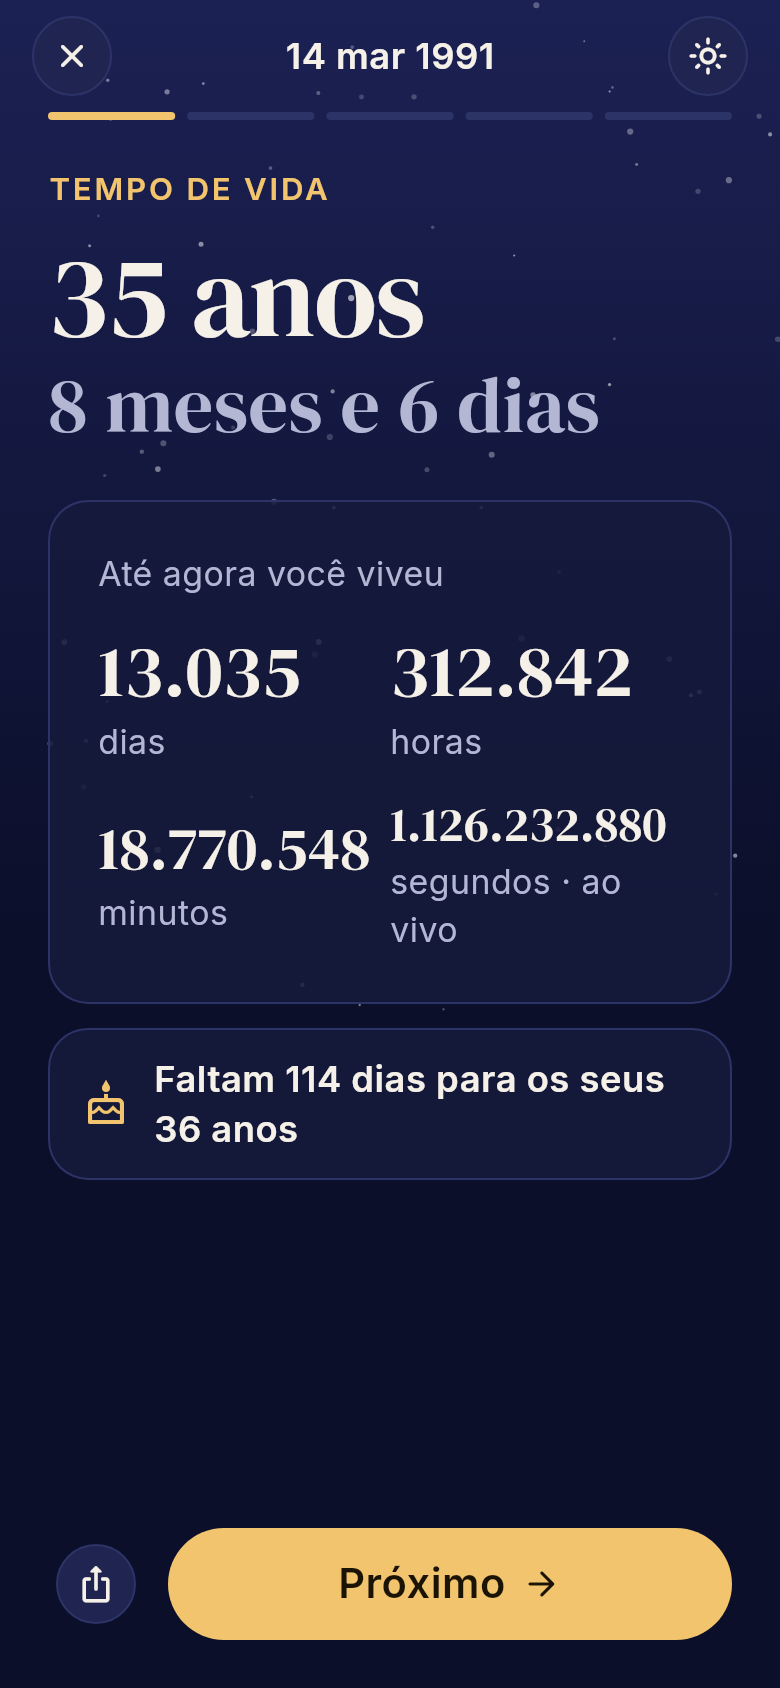 14 mar 1991
TEMPO DE VIDA
35 anos
8 meses e 6 dias
Até agora você viveu
13.035
dias
312.842
horas
18.770.548
minutos
1.126.232.880
segundos · ao
vivo
Faltam 114 dias para os seus
36 anos
Próximo